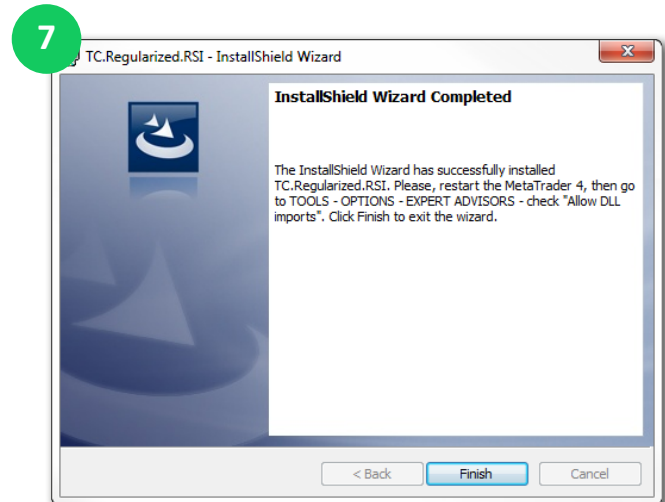 7
TC.Regularized.RSI - InstallShield Wizard
InstallShield Wizard Completed
The InstallShield Wizard has successfully installed
TC.Regularized.RSI. Please, restart the MetaTrader 4, then go
to TOOLS - OPTIONS - EXPERT ADVISORS - check "Allow DLL
imports". Click Finish to exit the wizard.
< Back Finish Cancel